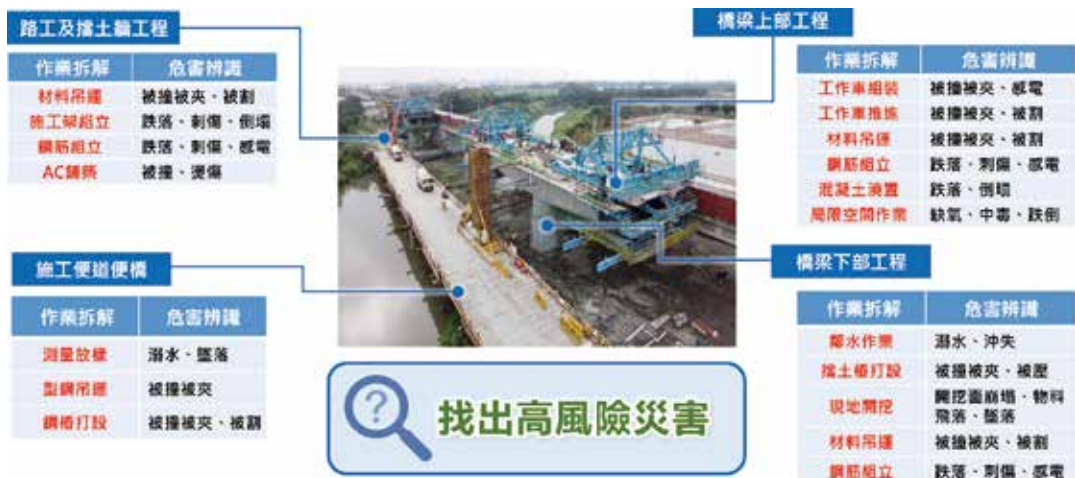 路工及擋土牆工程
作業拆解 危害辨識
材料吊運 被撞被夾、被割
施工架組立 跌落、刺傷、倒塌
鋼筋組立 跌落、刺傷、感電
AC鋪築 被撞、燙傷
橋梁上部工程
作業拆解 危害辨識
工作車組裝 被撞被夾、感電
工作車推進 被撞被夾、被割
材料吊運 被撞被夾、被割
鋼筋組立 跌落、刺傷、感電
混凝土澆置 跌落、倒塌
局限空間作業 缺氧、中毒、跌倒
施工便道便橋
作業拆解 危害辨識
測量放樣 溺水、墜落
型鋼吊運 被撞被夾
鋼樁打設 被撞被夾、被割
橋梁下部工程
作業拆解 危害辨識
鄰水作業 溺水、沖失
擋土樁打設 被撞被夾、被壓
現地開挖 開挖面崩塌、物料
飛落、墜落
材料吊運 被撞被夾、被割
鋼筋組立 跌落、刺傷、感電
找出高風險災害